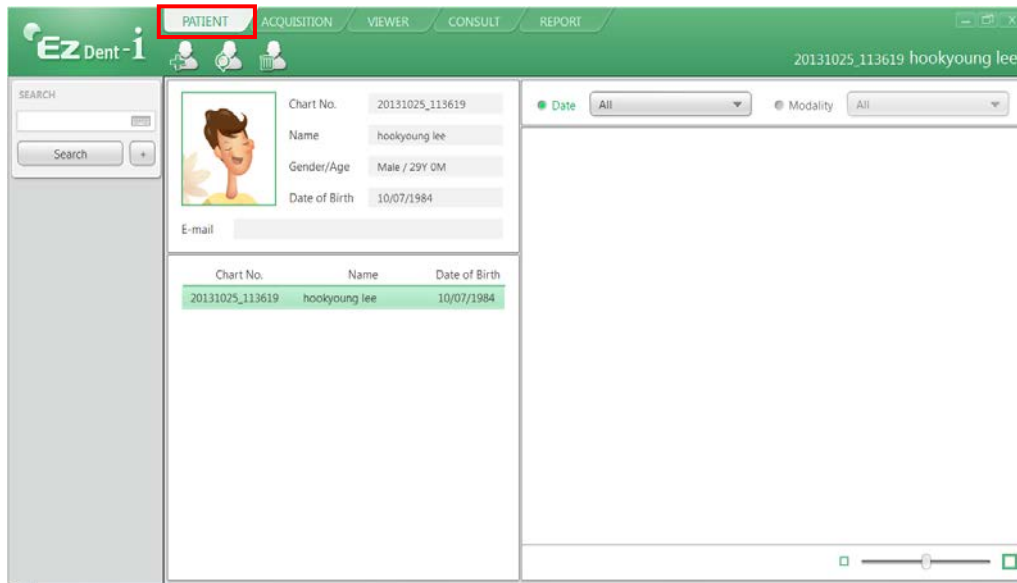 Ez Dent-i
PATIENT ACQUISITION VIEWER CONSULT REPORT
20131025_113619 hookyoung lee
SEARCH
Search +
Chart No. 20131025_113619
Name hookyoung lee
Gender/Age Male / 29Y 0M
Date of Birth 10/07/1984
E-mail
Date All Modality All
Chart No. Name Date of Birth
20131025_113619 hookyoung lee 10/07/1984